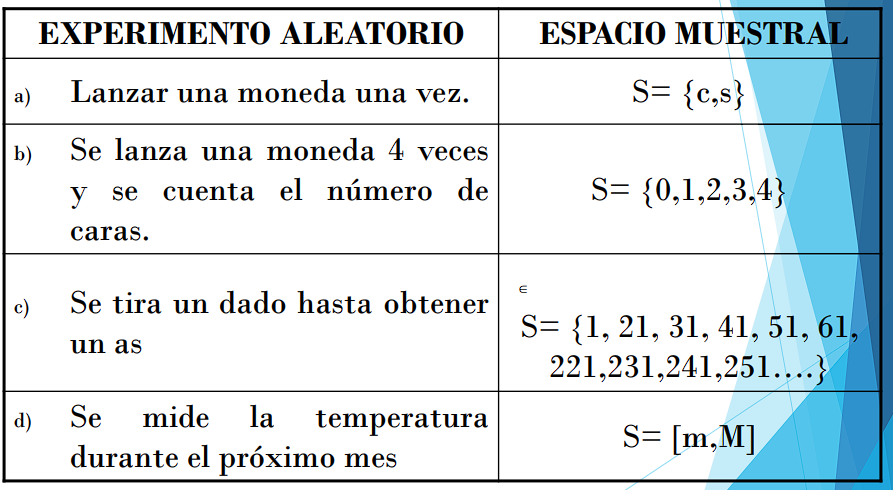 EXPERIMENTO ALEATORIO
ESPACIO MUESTRAL
a) Lanzar una moneda una vez.
S= {c,s}
b) Se lanza una moneda 4 veces
y se cuenta el número de
caras.
S= {0,1,2,3,4}
c) Se tira un dado hasta obtener
un as
∈
S= {1, 21, 31, 41, 51, 61,
221,231,241,251….}
d) Se mide la temperatura
durante el próximo mes
S= [m,M]